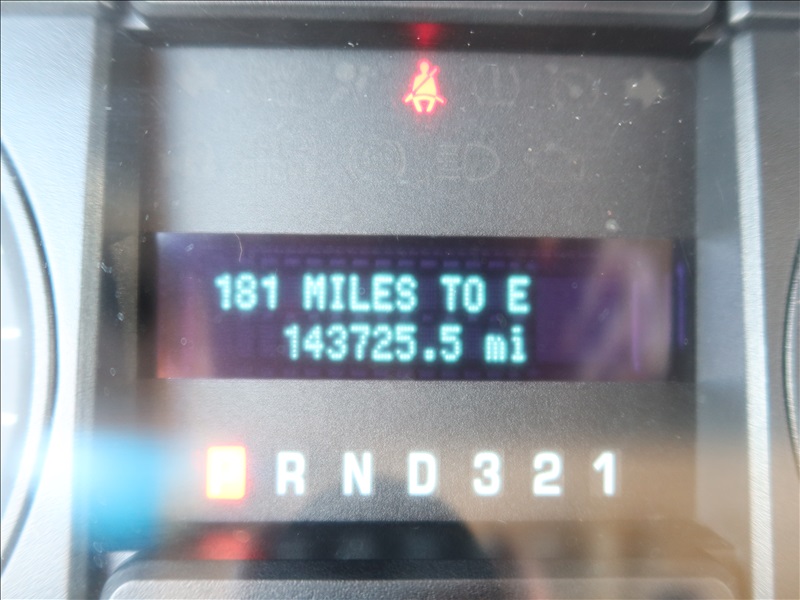 181 MILES TO E
143725.5 mi
P R N D 3 2 1